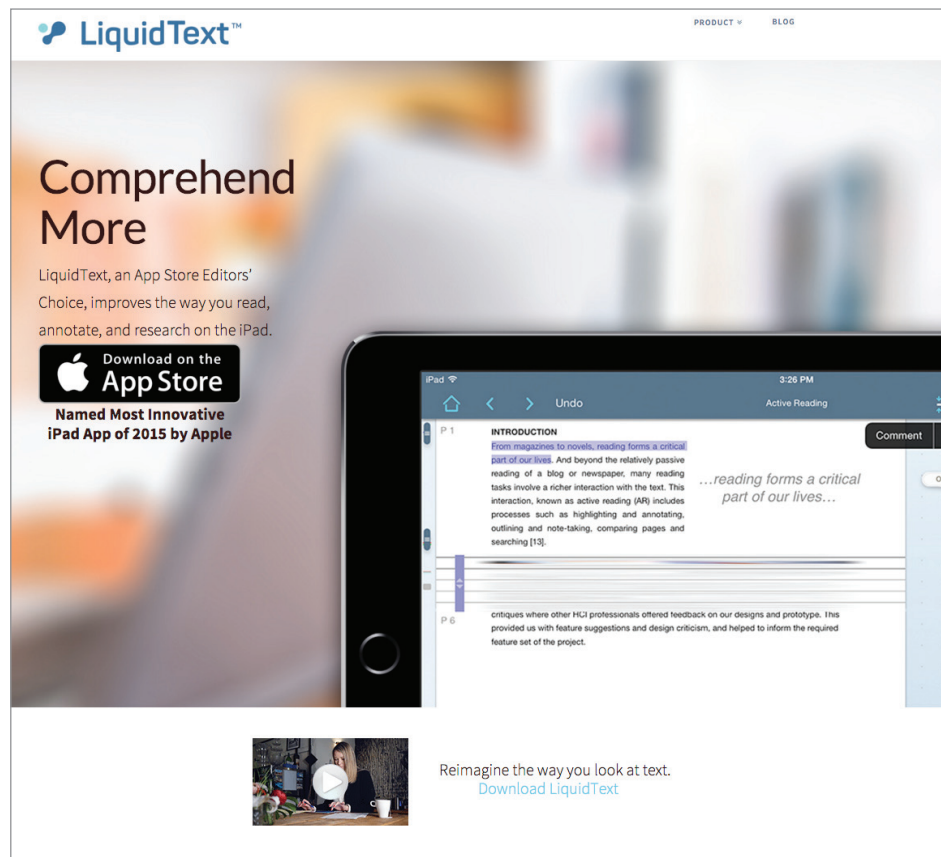 LiquidText™
PRODUCT
BLOG
Comprehend
More
LiquidText, an App Store Editors’
Choice, improves the way you read,
annotate, and research on the iPad.
Download on the
App Store
Named Most Innovative
iPad App of 2015 by Apple
iPad
3:26 PM
Undo
Active Reading
P 1
INTRODUCTION
From magazines to novels, reading forms a critical
part of our lives. And beyond the relatively passive
reading of a blog or newspaper, many reading
tasks involve a richer interaction with the text. This
interaction, known as active reading (AR) includes
processes such as highlighting and annotating,
outlining and note-taking, comparing pages and
searching [13].
…reading forms a critical
part of our lives…
Comment
P 6
critiques where other HCI professionals offered feedback on our designs and prototype. This
provided us with feature suggestions and design criticism, and helped to inform the required
feature set of the project.
Reimagine the way you look at text.
Download LiquidText